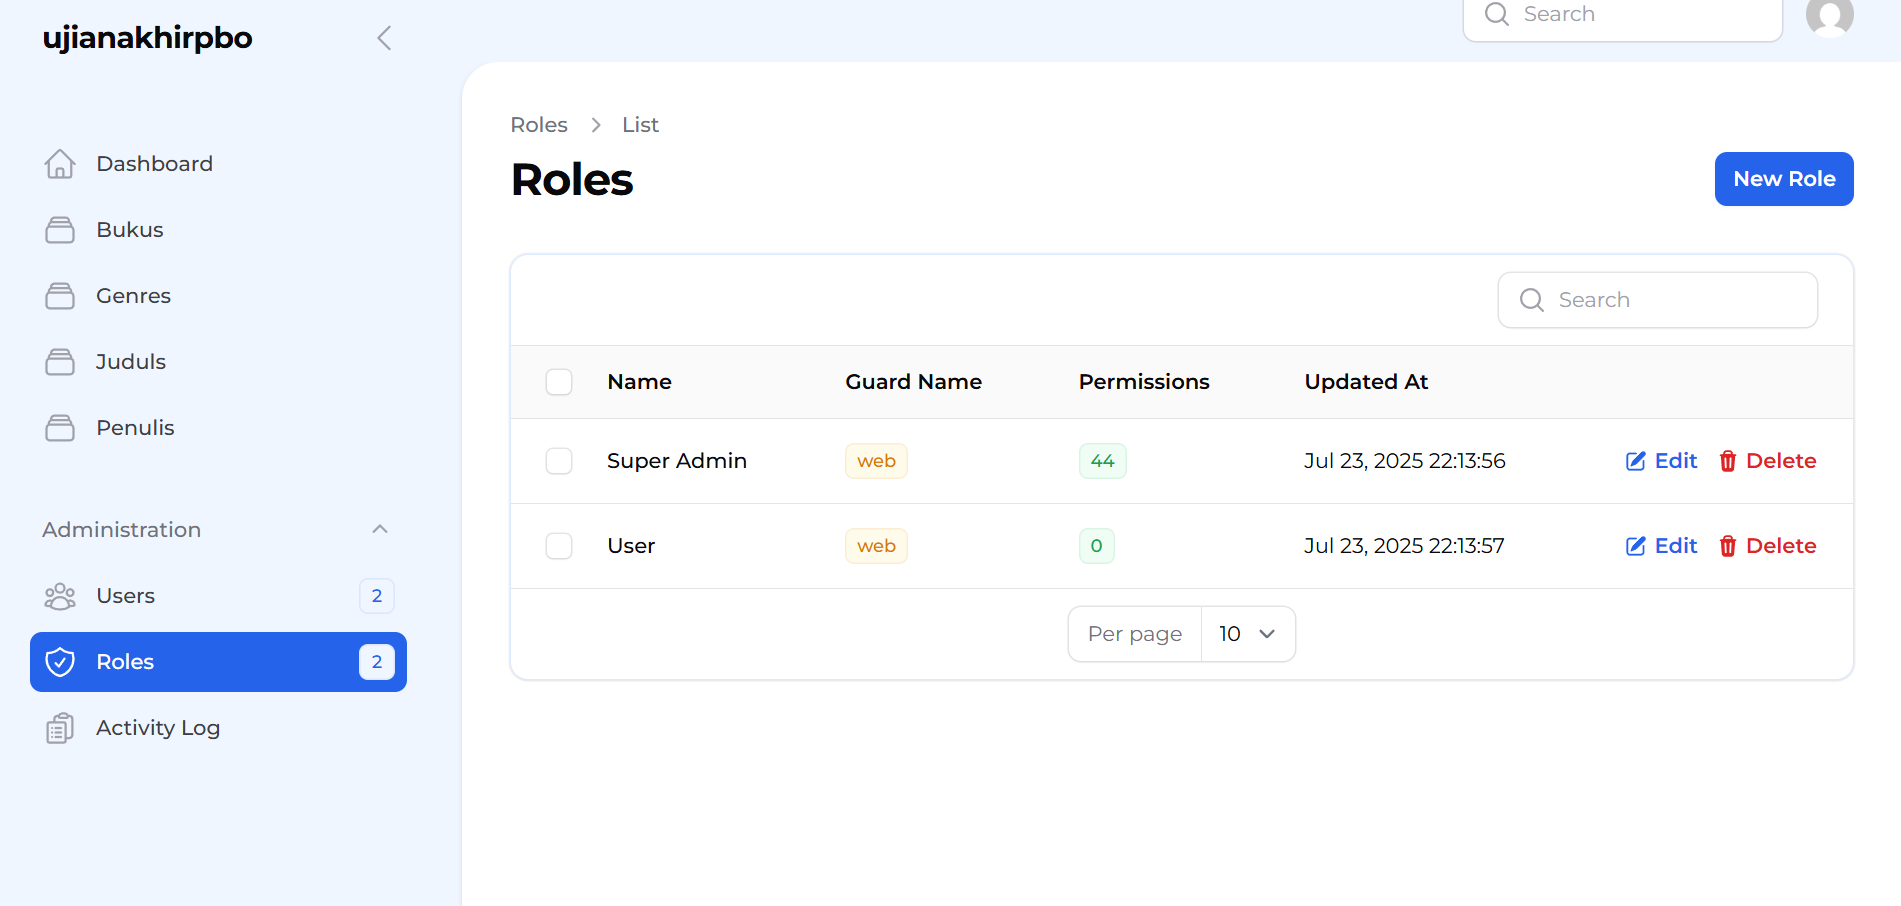 ujianakhirpbo
Search
Dashboard
Bukus
Genres
Juduls
Penulis
Administration
Users 2
Roles 2
Activity Log
Roles List
Roles
New Role
Search
Name Guard Name Permissions Updated At
Super Admin web 44 Jul 23, 2025 22:13:56 Edit Delete
User web 0 Jul 23, 2025 22:13:57 Edit Delete
Per page 10